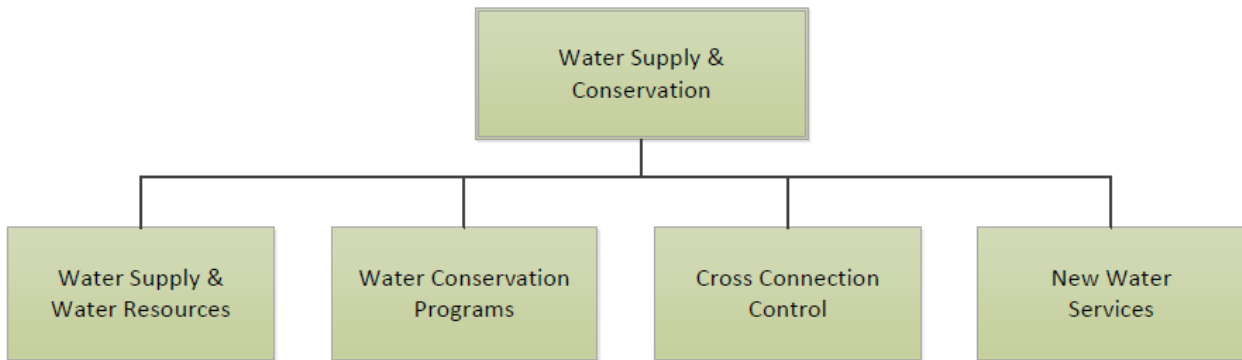 Water Supply &
Conservation
Water Supply &
Water Resources
Water Conservation
Programs
Cross Connection
Control
New Water
Services